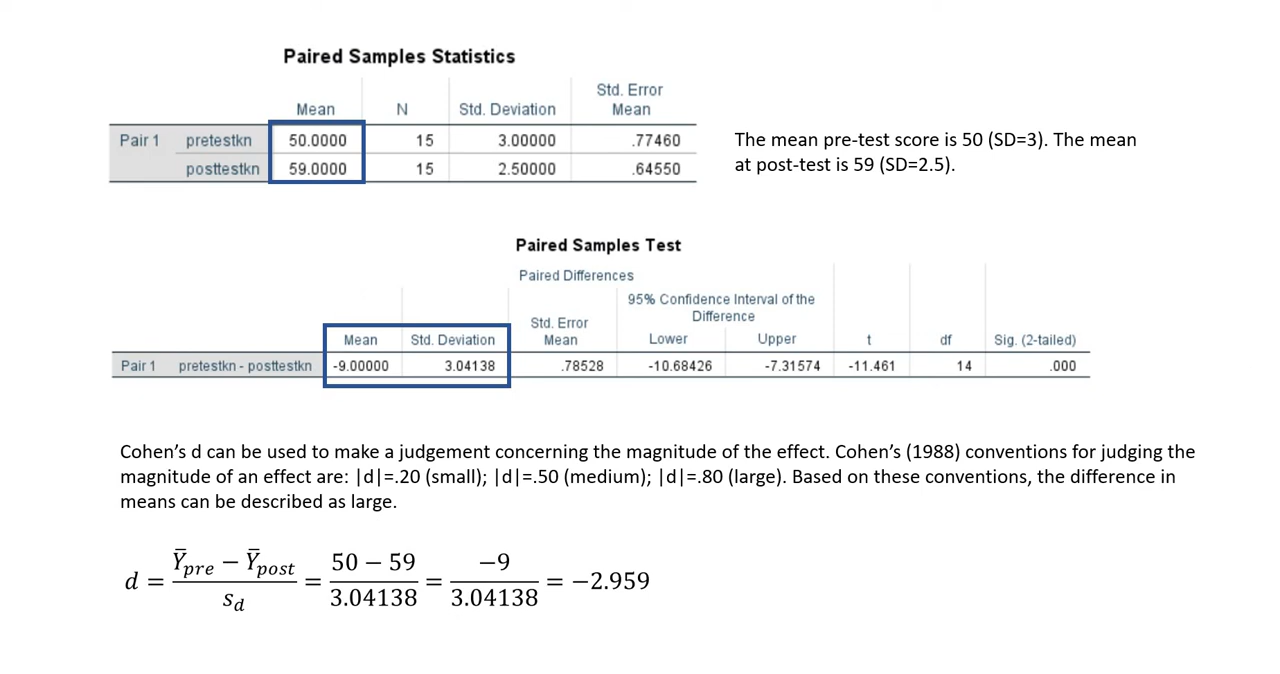 Paired Samples Statistics
Mean N Std. Deviation Std. Error Mean
Pair 1 pretestkn 50.0000 15 3.00000 .77460
posttestkn 59.0000 15 2.50000 .64550
The mean pre-test score is 50 (SD=3). The mean
at post-test is 59 (SD=2.5).
Paired Samples Test
Paired Differences
95% Confidence Interval of the Difference
Mean Std. Deviation Std. Error Mean Lower Upper t df Sig. (2-tailed)
Pair 1 pretestkn - posttestkn -9.00000 3.04138 .78528 -10.68426 -7.31574 -11.461 14 .000
Cohen’s d can be used to make a judgement concerning the magnitude of the effect. Cohen’s (1988) conventions for judging the
magnitude of an effect are: |d|=.20 (small); |d|=.50 (medium); |d|=.80 (large). Based on these conventions, the difference in
means can be described as large.
d = (Ȳpre − Ȳpost) / sd = (50 − 59) / 3.04138 = −9 / 3.04138 = −2.959